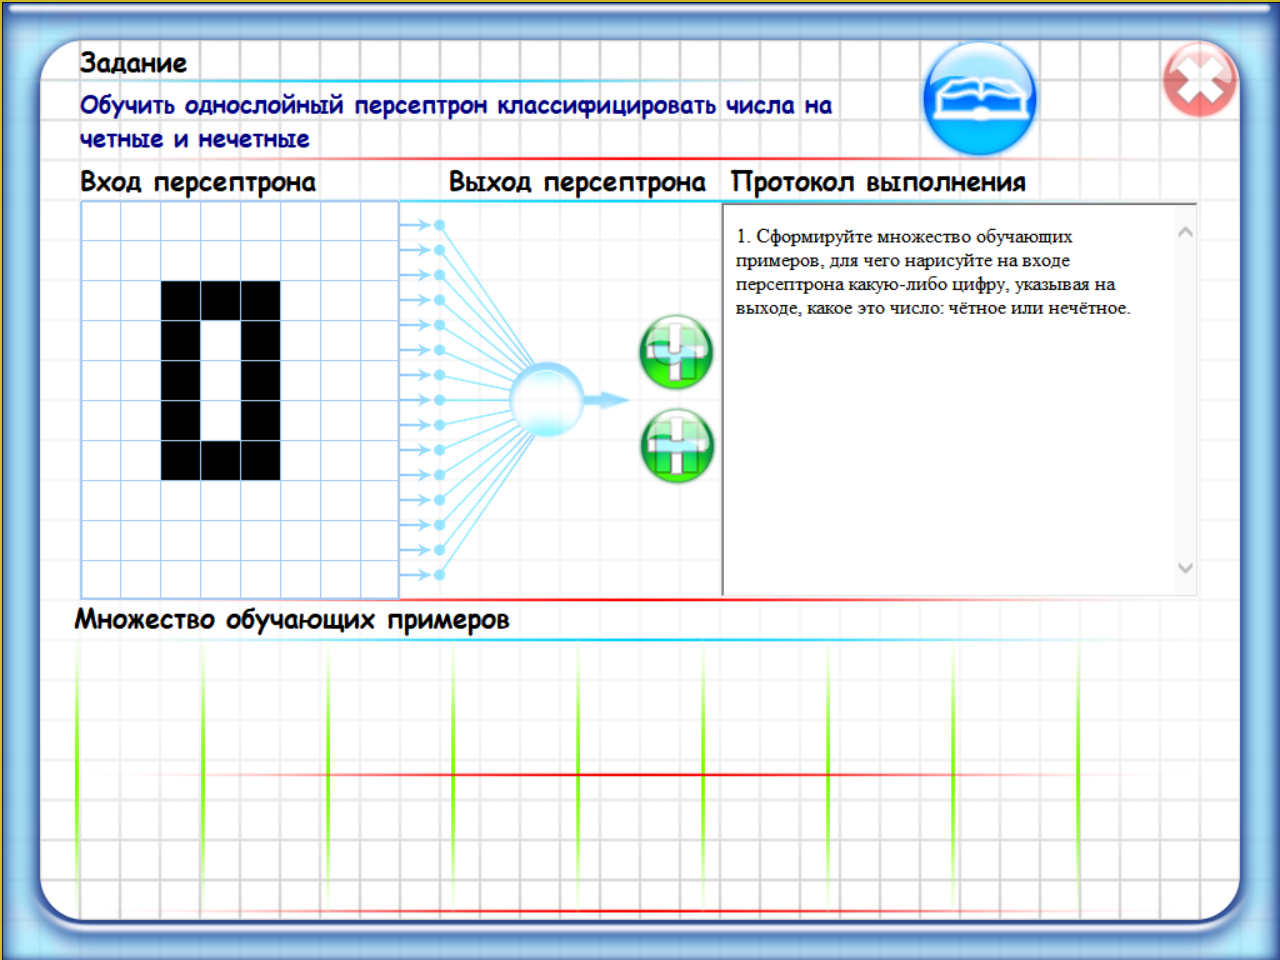 Задание
Обучить однослойный персептрон классифицировать числа на
четные и нечетные
Вход персептрона
Выход персептрона
Протокол выполнения
1. Сформируйте множество обучающих
примеров, для чего нарисуйте на входе
персептрона какую-либо цифру, указывая на
выходе, какое это число: чётное или нечётное.
Ч
Н
Множество обучающих примеров